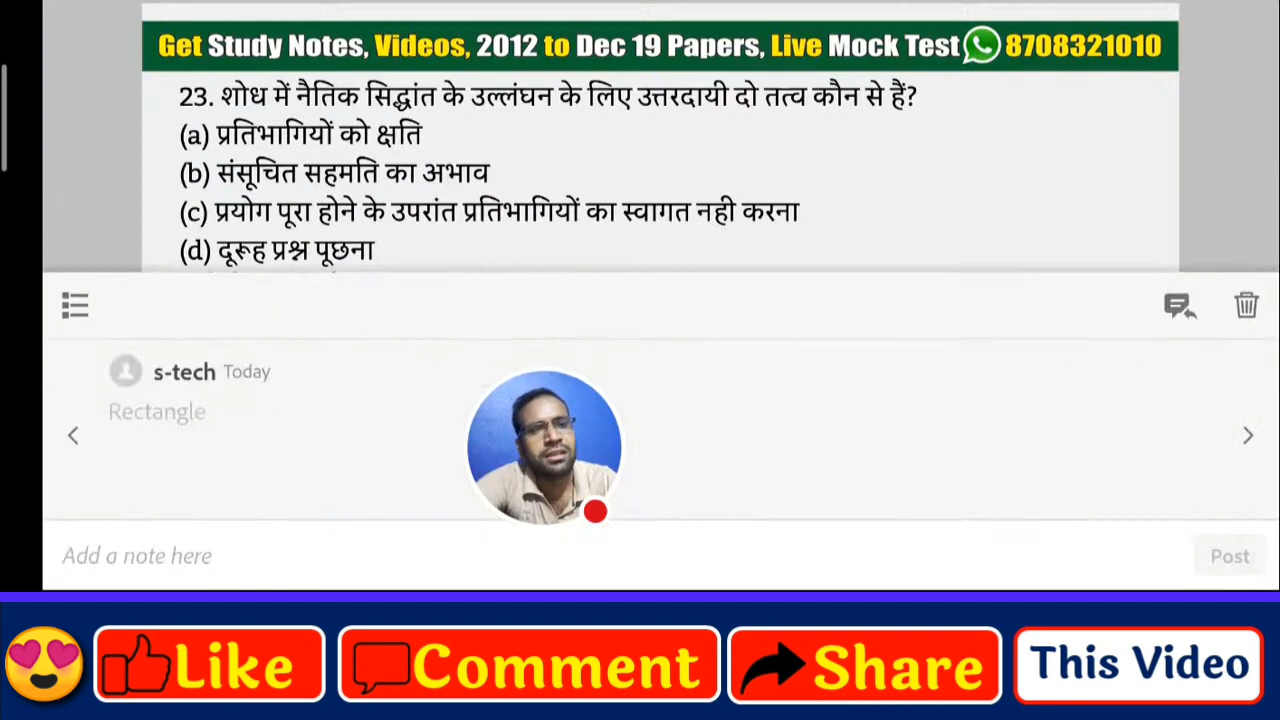 Get Study Notes, Videos, 2012 to Dec 19 Papers, Live Mock Test 8708321010
23. शोध में नैतिक सिद्धांत के उल्लंघन के लिए उत्तरदायी दो तत्व कौन से हैं?
(a) प्रतिभागियों को क्षति
(b) संसूचित सहमति का अभाव
(c) प्रयोग पूरा होने के उपरांत प्रतिभागियों का स्वागत नही करना
(d) दूरूह प्रश्न पूछना
s-tech Today
Rectangle
Add a note here
Post
Like
Comment
Share
This Video